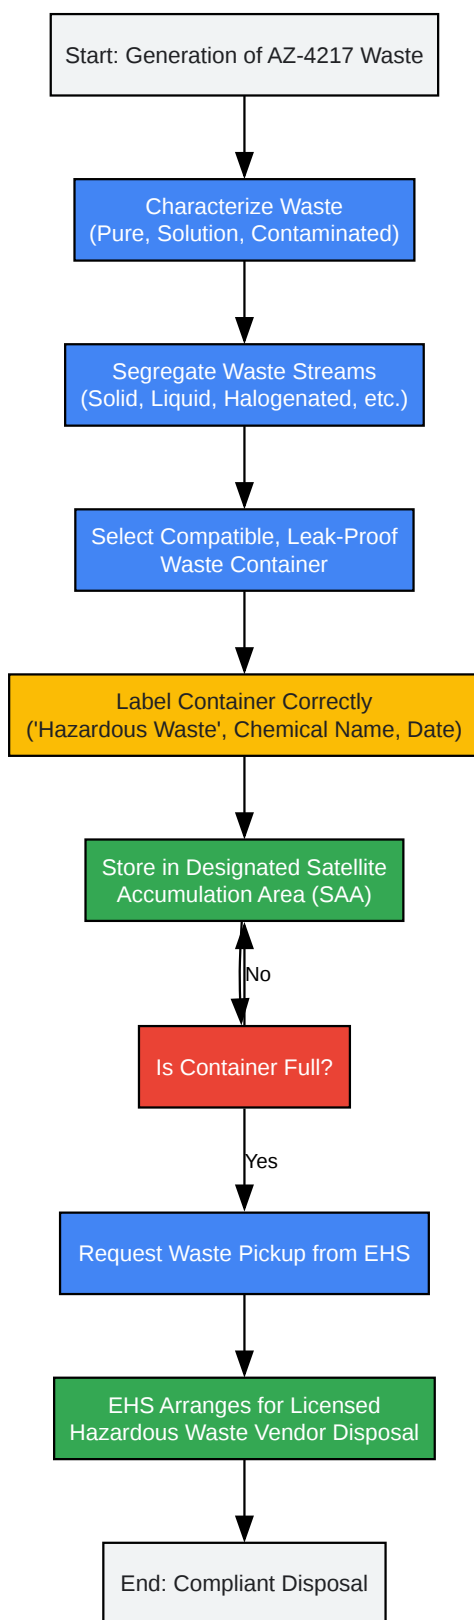 Start: Generation of AZ-4217 Waste
Characterize Waste
(Pure, Solution, Contaminated)
Segregate Waste Streams
(Solid, Liquid, Halogenated, etc.)
Select Compatible, Leak-Proof
Waste Container
Label Container Correctly
('Hazardous Waste', Chemical Name, Date)
Store in Designated Satellite
Accumulation Area (SAA)
No
Is Container Full?
Yes
Request Waste Pickup from EHS
EHS Arranges for Licensed
Hazardous Waste Vendor Disposal
End: Compliant Disposal